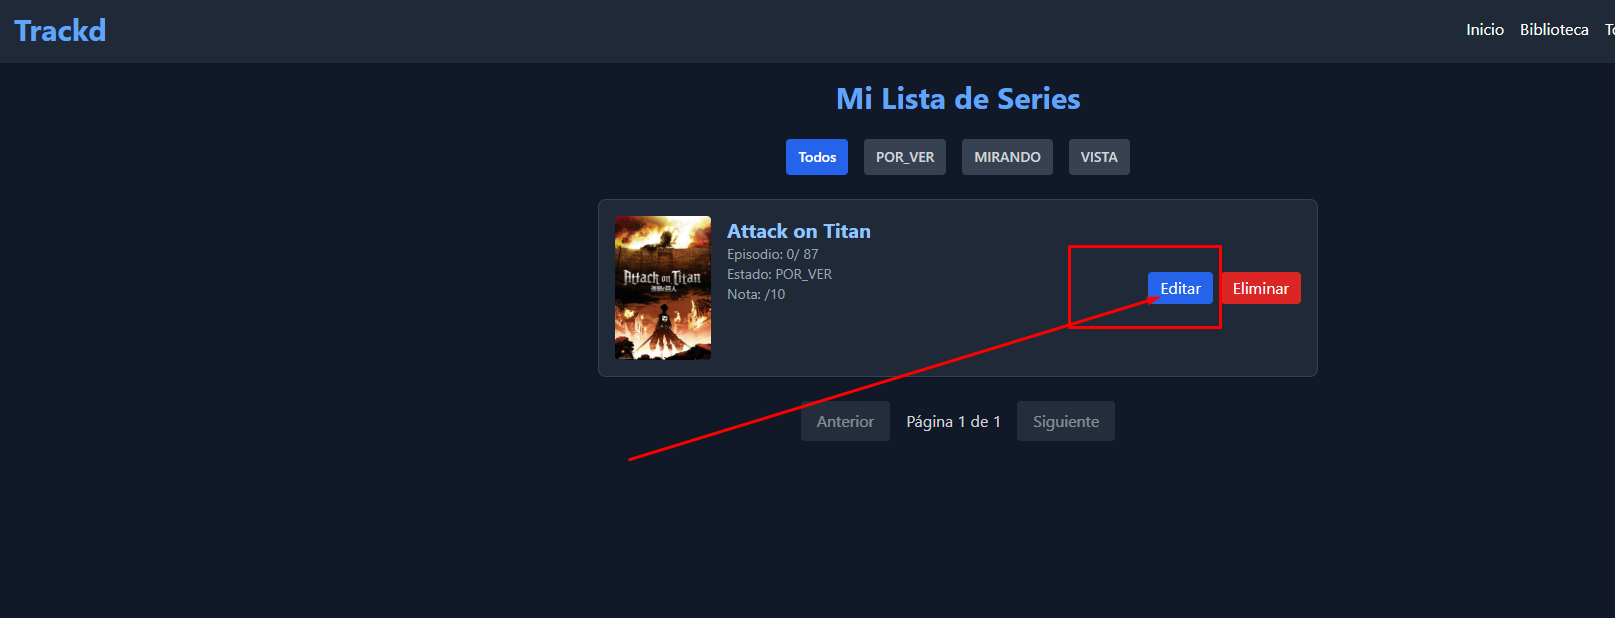 Trackd
Inicio Biblioteca
Mi Lista de Series
Todos POR_VER MIRANDO VISTA
Attack on Titan
Episodio: 0/ 87
Estado: POR_VER
Nota: /10
Attack on Titan
進撃の巨人
Editar Eliminar
Anterior Página 1 de 1 Siguiente